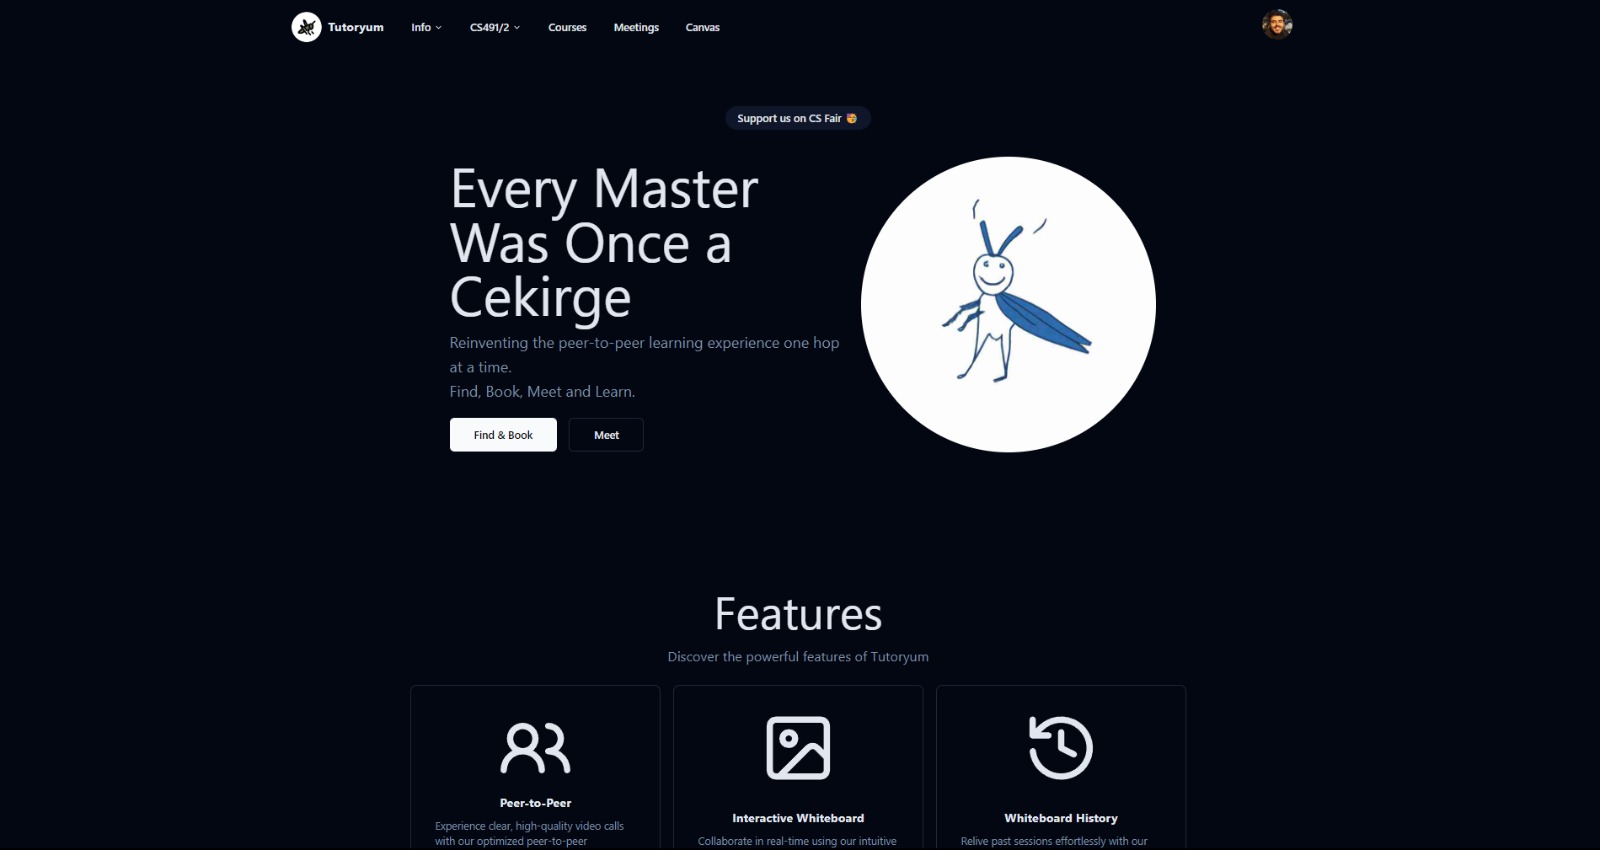 Tutoryum
Info
CS491/2
Courses
Meetings
Canvas
Support us on CS Fair
Every Master
Was Once a
Cekirge
Reinventing the peer-to-peer learning experience one hop
at a time.
Find, Book, Meet and Learn.
Find & Book
Meet
Features
Discover the powerful features of Tutoryum
Peer-to-Peer
Experience clear, high-quality video calls
with our optimized peer-to-peer
Interactive Whiteboard
Collaborate in real-time using our intuitive
Whiteboard History
Relive past sessions effortlessly with our